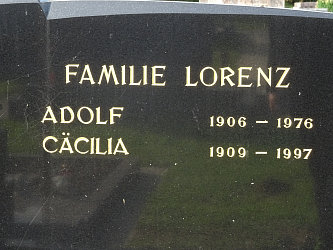 FAMILIE LORENZ
ADOLF 1906 – 1976
CÄCILIA 1909 – 1997